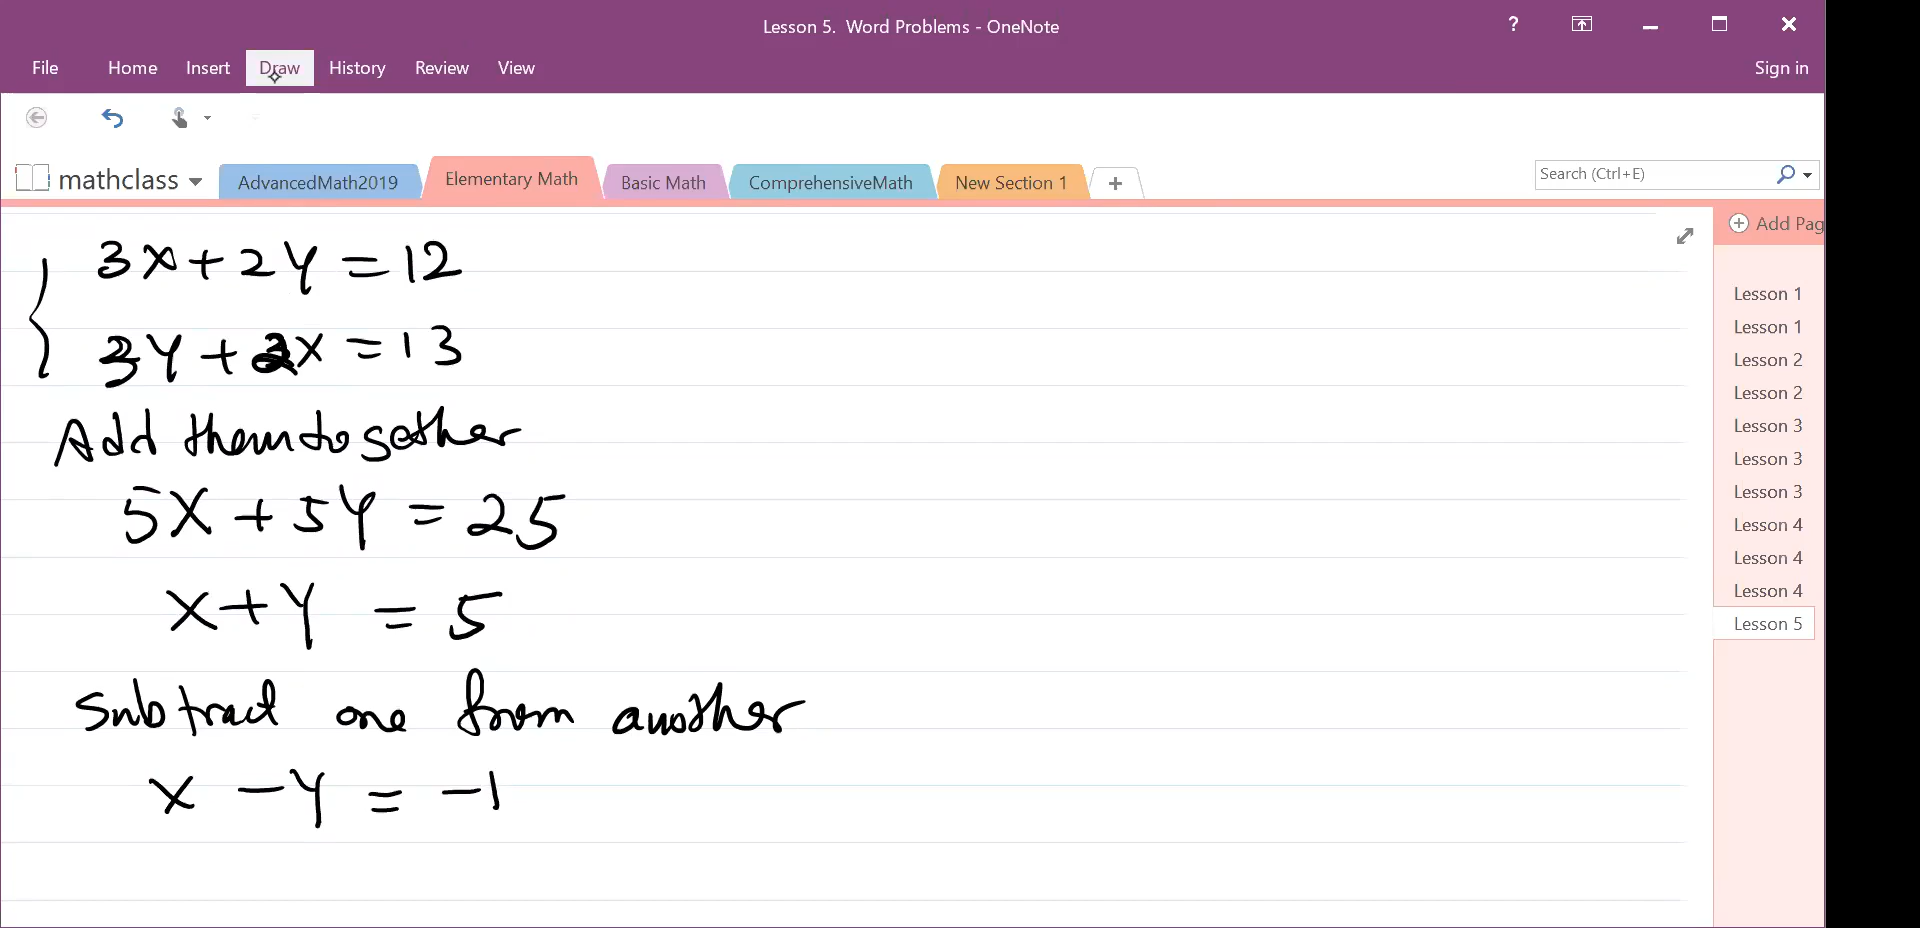 Lesson 5.  Word Problems - OneNote
?
File Home Insert Draw History Review View Sign in
mathclass AdvancedMath2019 Elementary Math Basic Math ComprehensiveMath New Section 1 +
Search (Ctrl+E)
Add Pag
3x+2y=12
3y+2x=13
Add them together
5x+5y=25
x+y=5
Subtract one from another
x-y=-1
Lesson 1
Lesson 1
Lesson 2
Lesson 2
Lesson 3
Lesson 3
Lesson 3
Lesson 4
Lesson 4
Lesson 4
Lesson 5